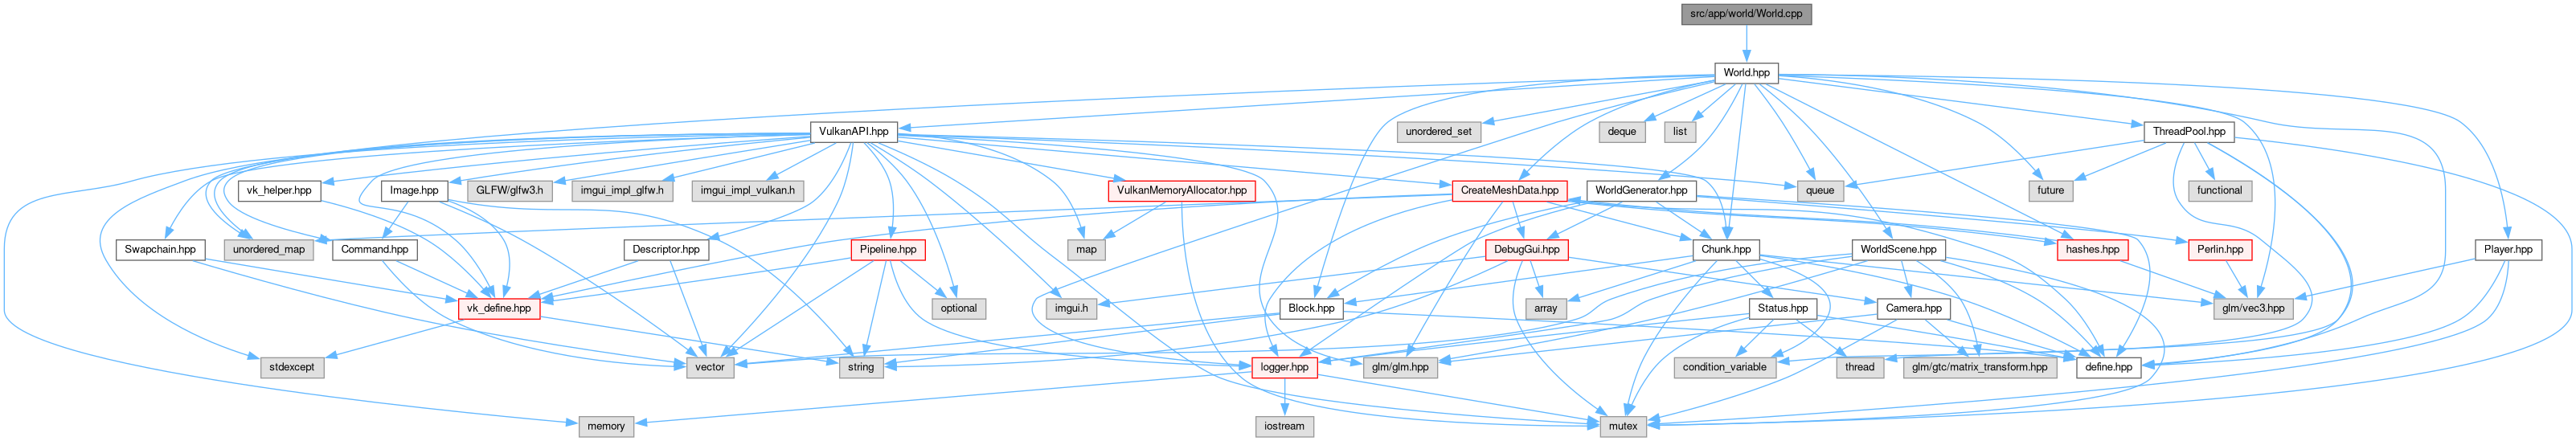 src/app/world/World.cpp
World.hpp
VulkanAPI.hpp
unordered_set
deque
list
ThreadPool.hpp
vk_helper.hpp
Image.hpp
GLFW/glfw3.h
imgui_impl_glfw.h
imgui_impl_vulkan.h
VulkanMemoryAllocator.hpp
CreateMeshData.hpp
WorldGenerator.hpp
queue
future
functional
Swapchain.hpp
unordered_map
Command.hpp
Descriptor.hpp
Pipeline.hpp
map
DebugGui.hpp
Chunk.hpp
WorldScene.hpp
hashes.hpp
Perlin.hpp
Player.hpp
vk_define.hpp
optional
imgui.h
Block.hpp
array
Status.hpp
Camera.hpp
glm/vec3.hpp
stdexcept
vector
string
logger.hpp
glm/glm.hpp
condition_variable
thread
glm/gtc/matrix_transform.hpp
define.hpp
memory
iostream
mutex